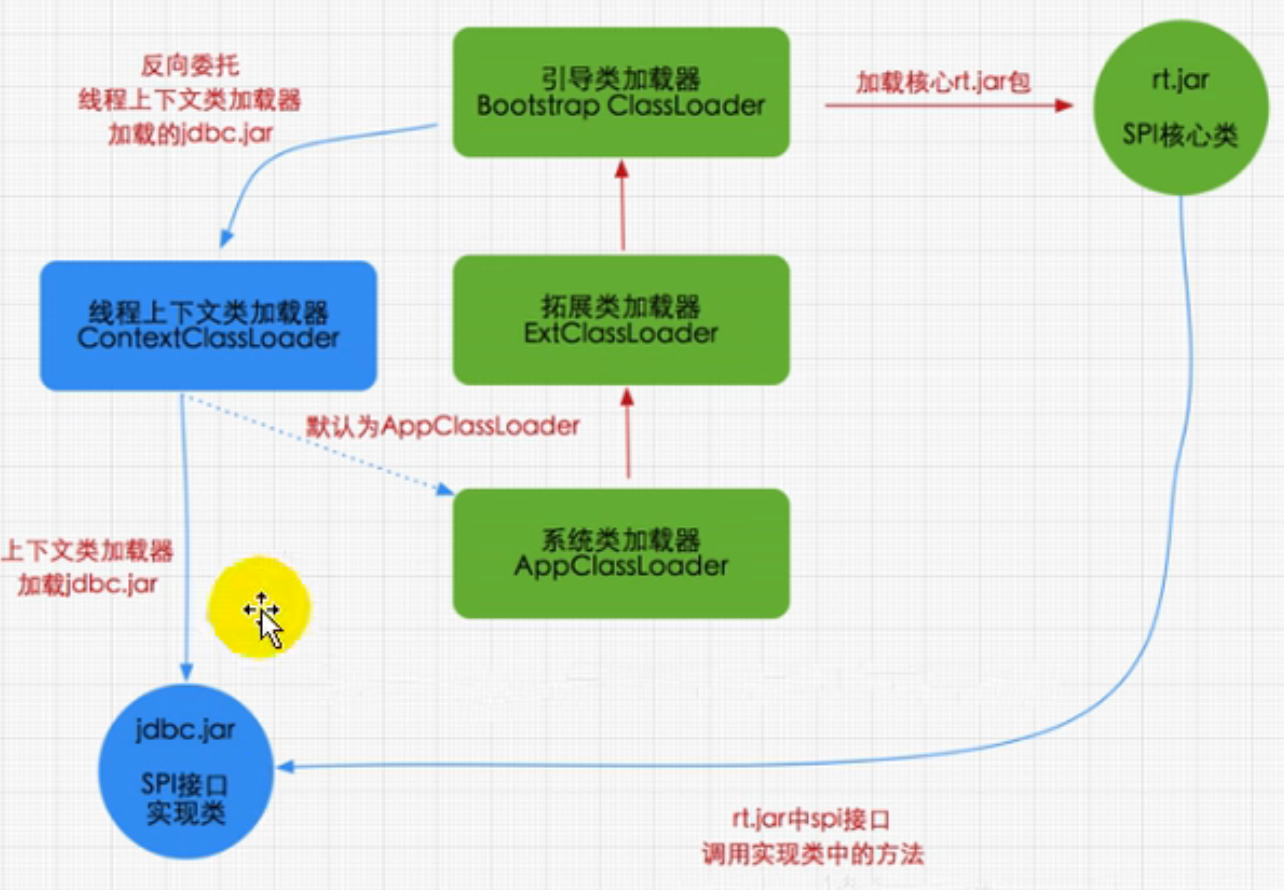 反向委托
线程上下文类加载器
加载的jdbc.jar
引导类加载器
Bootstrap ClassLoader
加载核心rt.jar包
rt.jar
SPI核心类
线程上下文类加载器
ContextClassLoader
拓展类加载器
ExtClassLoader
默认为AppClassLoader
系统类加载器
AppClassLoader
上下文类加载器
加载jdbc.jar
jdbc.jar
SPI接口
实现类
rt.jar中spi接口
调用实现类中的方法